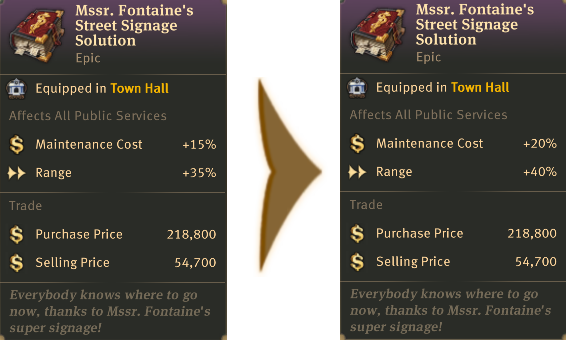 Mssr. Fontaine's
Street Signage
Solution
Epic
Equipped in Town Hall
Affects All Public Services
Maintenance Cost +15%
Range +35%
Trade
Purchase Price 218,800
Selling Price 54,700
Everybody knows where to go
now, thanks to Mssr. Fontaine's
super signage!
Mssr. Fontaine's
Street Signage
Solution
Epic
Equipped in Town Hall
Affects All Public Services
Maintenance Cost +20%
Range +40%
Trade
Purchase Price 218,800
Selling Price 54,700
Everybody knows where to go
now, thanks to Mssr. Fontaine's
super signage!